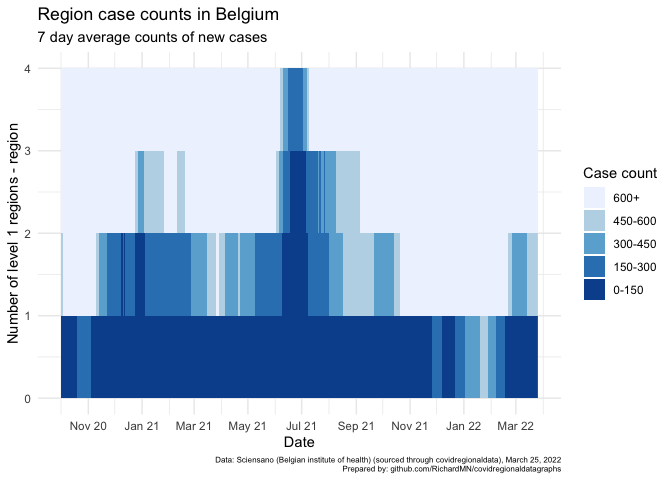 Region case counts in Belgium
7 day average counts of new cases
Number of level 1 regions - region
4
3
2
1
0
Nov 20 Jan 21 Mar 21 May 21 Jul 21 Sep 21 Nov 21 Jan 22 Mar 22
Date
Case count
600+
450-600
300-450
150-300
0-150
Data: Sciensano (Belgian institute of health) (sourced through covidregionaldata), March 25, 2022
Prepared by: github.com/RichardMN/covidregionaldatagraphs